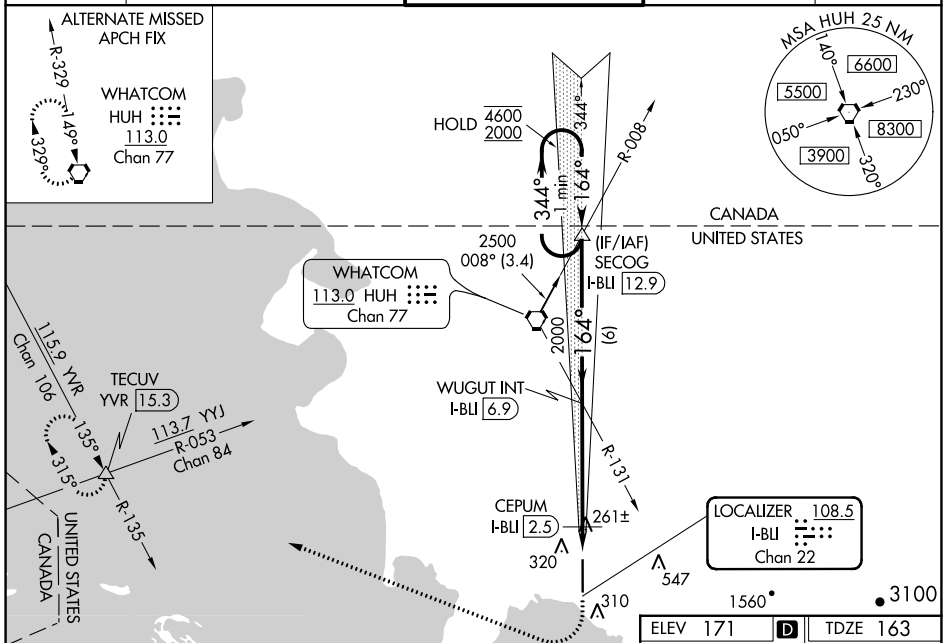 ALTERNATE MISSED
APCH FIX
R-329
149°
329°
WHATCOM
HUH
113.0
Chan 77
HOLD
4600
2000
344°
344°
1 min
164°
R-008
MSA HUH 25 NM
140°
6600
5500
230°
050°
8300
3900
320°
CANADA
UNITED STATES
2500
008° (3.4)
(IF/IAF)
SECOG
I-BLI 12.9
WHATCOM
113.0 HUH
Chan 77
2000
164°
(6)
115.9 YVR
Chan 106
TECUV
YVR 15.3
135°
315°
113.7 YYJ
R-053
Chan 84
R-135
UNITED STATES
CANADA
WUGUT INT
I-BLI 6.9
R-131
CEPUM
I-BLI 2.5
261±
320
LOCALIZER 108.5
I-BLI
Chan 22
547
310
1560
3100
ELEV 171 D TDZE 163